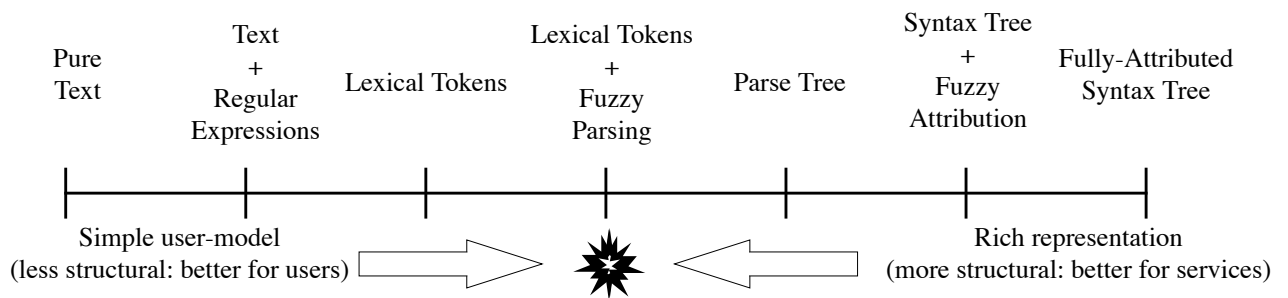 Pure
Text
Text
+
Regular
Expressions
Lexical Tokens
Lexical Tokens
+
Fuzzy
Parsing
Parse Tree
Syntax Tree
+
Fuzzy
Attribution
Fully-Attributed
Syntax Tree
Simple user-model
(less structural: better for users)
Rich representation
(more structural: better for services)